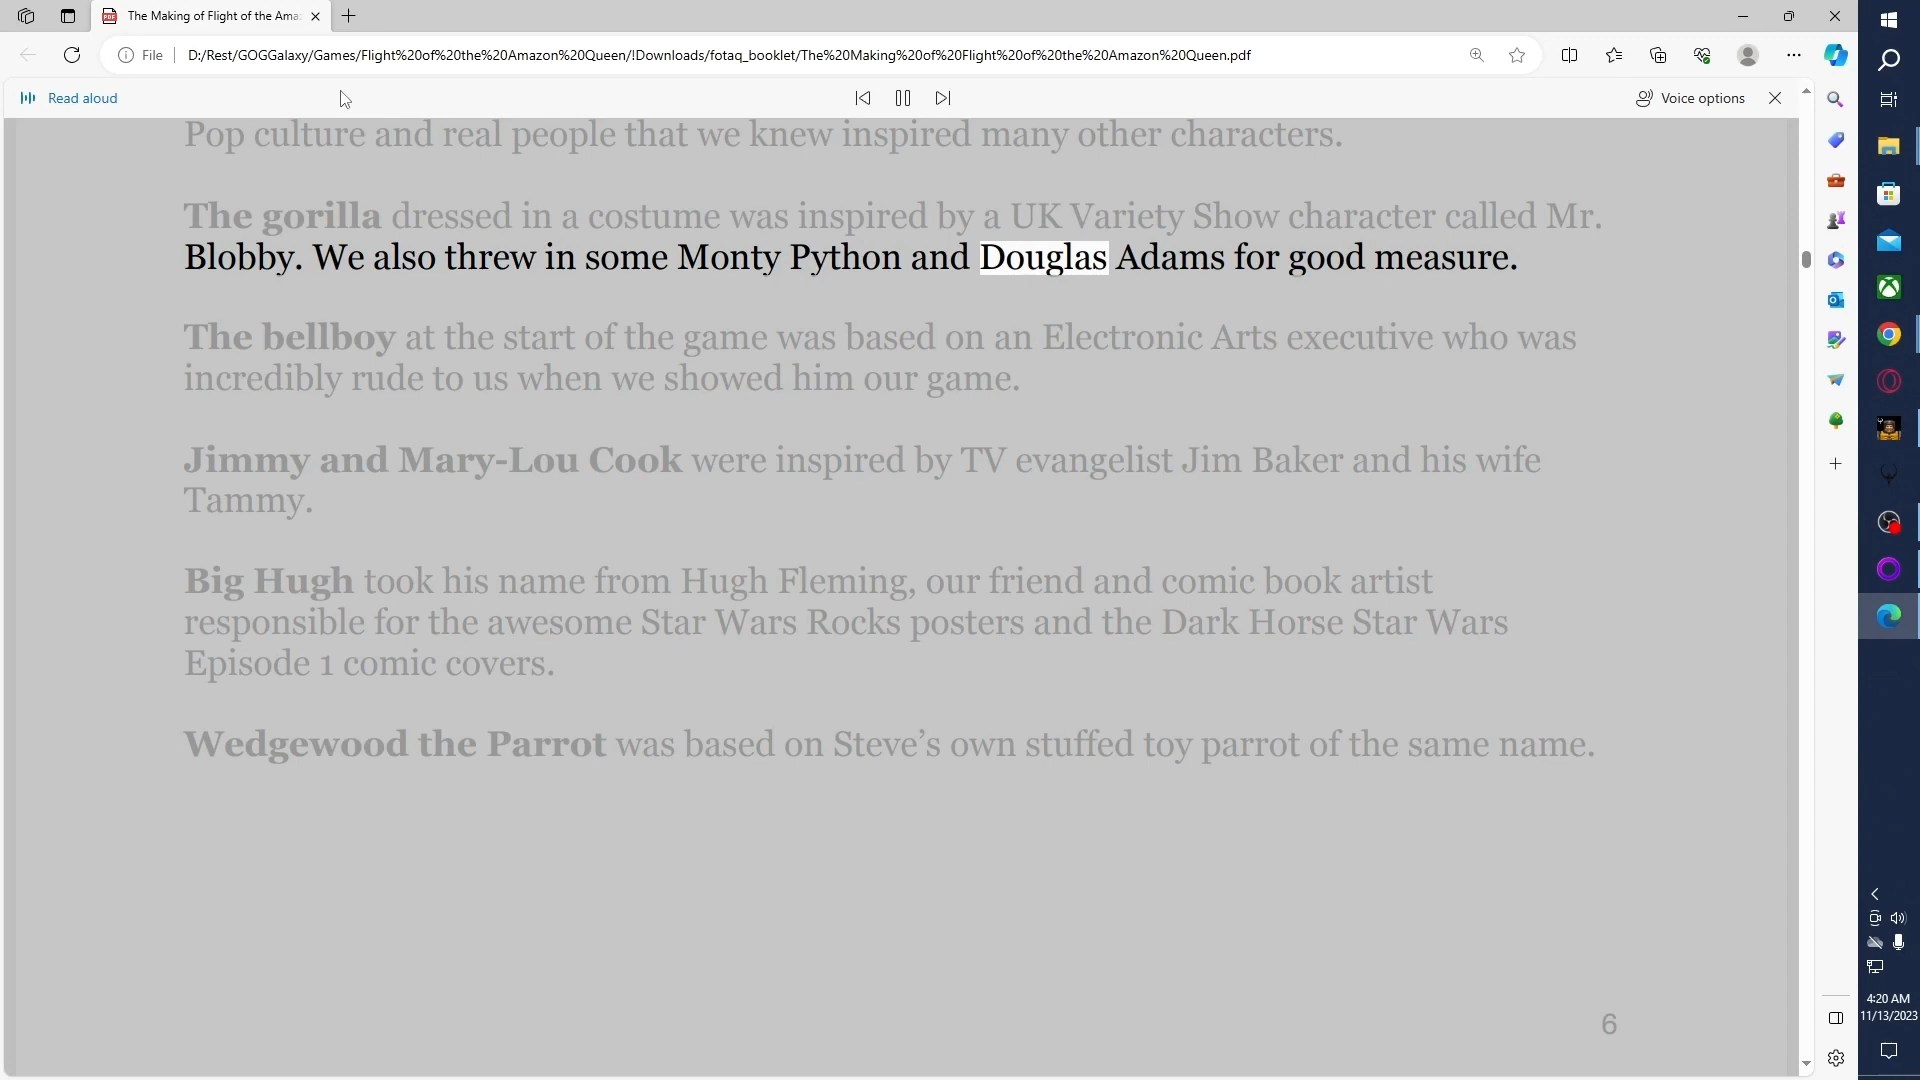 The Making of Flight of the Ama
File
D:/Rest/GOGGalaxy/Games/Flight%20of%20the%20Amazon%20Queen/!Downloads/fotaq_booklet/The%20Making%20of%20Flight%20of%20the%20Amazon%20Queen.pdf
Read aloud
Voice options
Pop culture and real people that we knew inspired many other characters.
The gorilla dressed in a costume was inspired by a UK Variety Show character called Mr.
Blobby. We also threw in some Monty Python and Douglas Adams for good measure.
The bellboy at the start of the game was based on an Electronic Arts executive who was
incredibly rude to us when we showed him our game.
Jimmy and Mary-Lou Cook were inspired by TV evangelist Jim Baker and his wife
Tammy.
Big Hugh took his name from Hugh Fleming, our friend and comic book artist
responsible for the awesome Star Wars Rocks posters and the Dark Horse Star Wars
Episode 1 comic covers.
Wedgewood the Parrot was based on Steve’s own stuffed toy parrot of the same name.
6
4:20 AM
11/13/2023